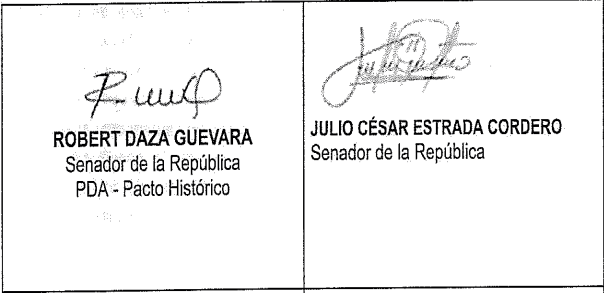 ROBERT DAZA GUEVARA
Senador de la República
PDA - Pacto Histórico
JULIO CÉSAR ESTRADA CORDERO
Senador de la República